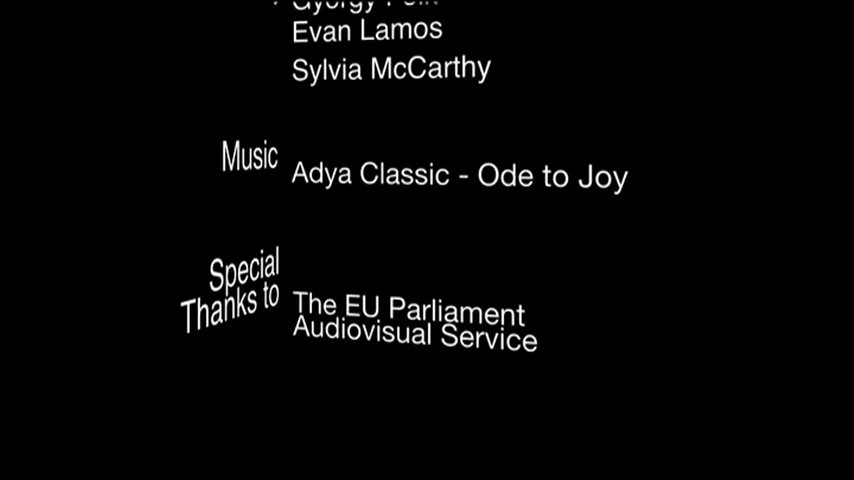 Evan Lamos
Sylvia McCarthy
Music
Adya Classic - Ode to Joy
Special
Thanks to
The EU Parliament
Audiovisual Service